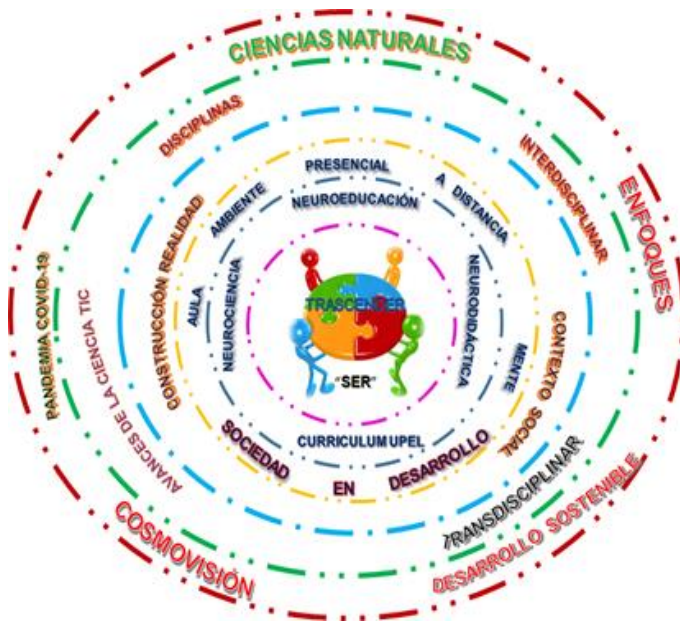 CIENCIAS NATURALES
DISCIPLINAS
INTERDISCIPLINAR
ENFOQUES
PRESENCIAL
A DISTANCIA
AMBIENTE
NEUROEDUCACIÓN
PANDEMIA COVID-19
AVANCES DE LA CIENCIA TIC
CONSTRUCCIÓN REALIDAD
AULA
NEUROCIENCIA
TRASCENDER
NEURODIDÁCTICA
MENTE
CONTEXTO SOCIAL
"SER"
CURRICULUM UPEL
SOCIEDAD EN DESARROLLO
TRANSDISCIPLINAR
DESARROLLO SOSTENIBLE
COSMOVISIÓN